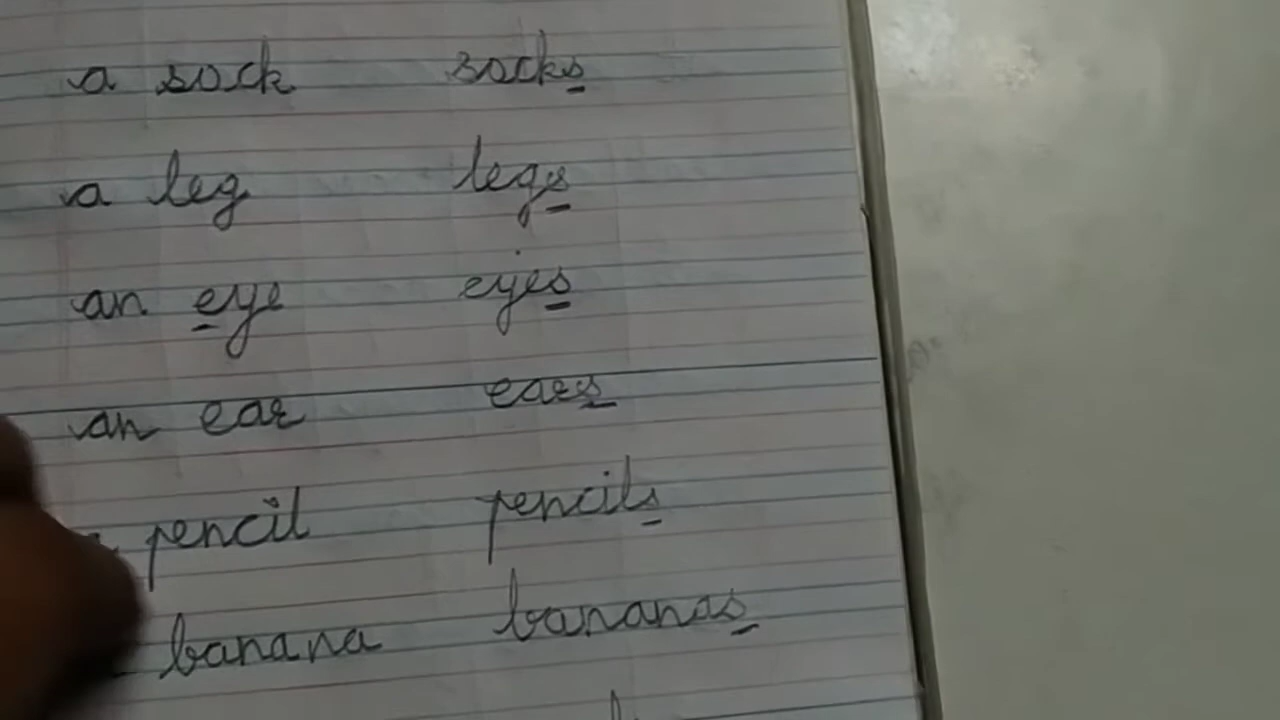 a sock socks
a leg legs
an eye eyes
an ear ears
pencil pencils
banana bananas